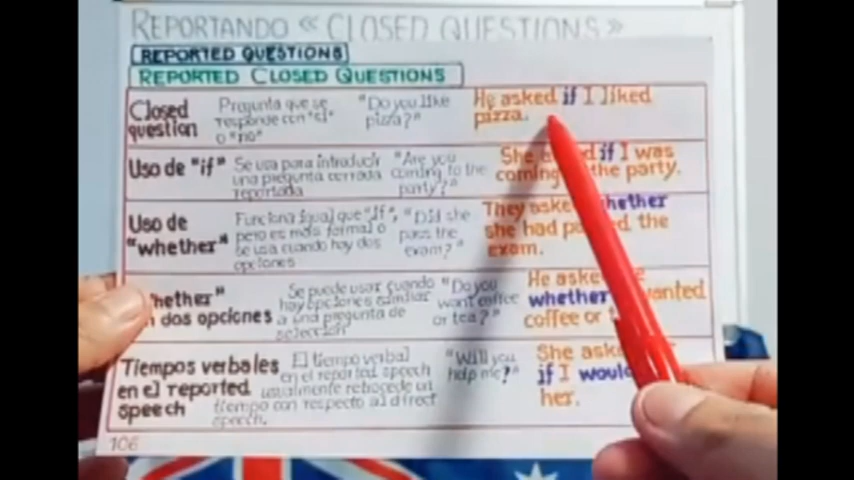 REPORTANDO « CLOSED QUESTIONS »
REPORTED QUESTIONS
REPORTED CLOSED QUESTIONS
Closed question
Pregunta que se
responde con "sí"
o "no"
"Do you like
pizza?"
He asked if I liked
pizza.
Uso de "if"
Se usa para introducir
una pregunta cerrada
reportada
"Are you
coming to the
party?"
She if I was
coming the party.
Uso de
"whether"
Funciona igual que "if",
pero es más formal o
se usa cuando hay dos
opciones
"Did she
pass the
exam?"
They whether
she had the
exam.
dos opciones
Se puede usar cuando
hay opciones similar
a una pregunta de
selección
"Do you
want coffee
or tea?"
He
whether wanted
coffee or
Tiempos verbales
en el reported
speech
El tiempo verbal
en el reported speech
usualmente retrocede un
tiempo con respecto al direct
speech.
"Will you
help me?"
She
if I would
her.
106